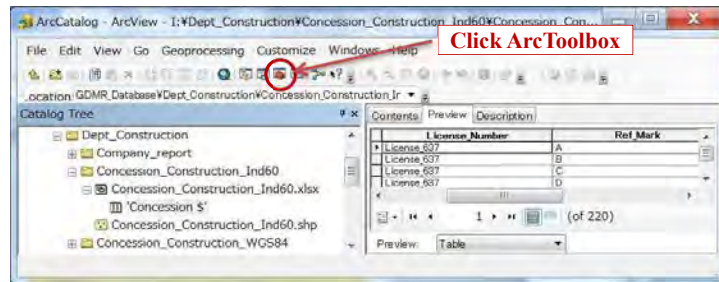 ArcCatalog - ArcView - I:¥Dept_Construction¥Concession_Construction_Ind60¥Concession_Con...
File Edit View Go Geoprocessing Customize Windows Help
Click ArcToolbox
Location: GDMR_Database¥Dept_Construction¥Concession_Construction_Ir
Catalog Tree
Contents Preview Description
Dept_Construction
Company_report
Concession_Construction_Ind60
Concession_Construction_Ind60.xlsx
'Concession $'
Concession_Construction_Ind60.shp
Concession_Construction_WGS84
License_Number Ref_Mark
License_637 A
License_637 B
License_637 C
License_637 D
1 (of 220)
Preview: Table